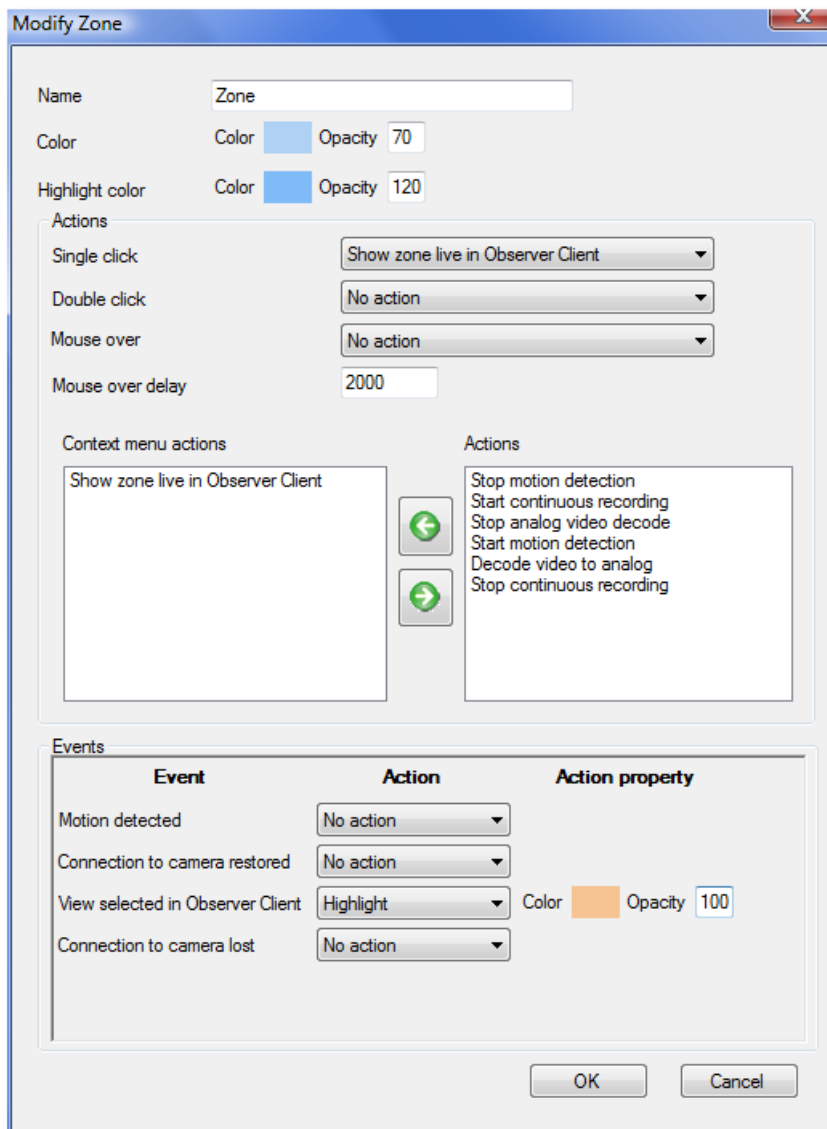 Modify Zone
Name Zone
Color Color Opacity 70
Highlight color Color Opacity 120
Actions
Single click Show zone live in Observer Client
Double click No action
Mouse over No action
Mouse over delay 2000
Context menu actions Actions
Show zone live in Observer Client
Stop motion detection
Start continuous recording
Stop analog video decode
Start motion detection
Decode video to analog
Stop continuous recording
Events
Event Action Action property
Motion detected No action
Connection to camera restored No action
View selected in Observer Client Highlight Color Opacity 100
Connection to camera lost No action
OK Cancel